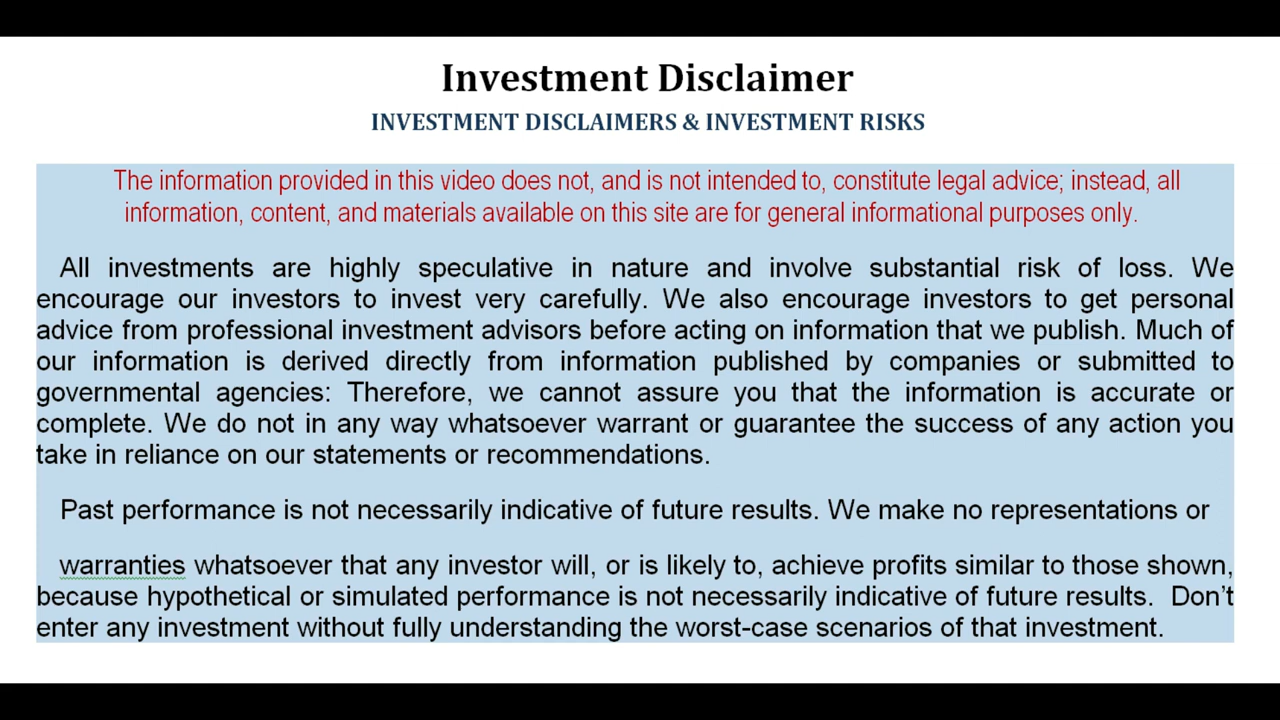 Investment Disclaimer
INVESTMENT DISCLAIMERS & INVESTMENT RISKS
The information provided in this video does not, and is not intended to, constitute legal advice; instead, all
information, content, and materials available on this site are for general informational purposes only.
All investments are highly speculative in nature and involve substantial risk of loss. We
encourage our investors to invest very carefully. We also encourage investors to get personal
advice from professional investment advisors before acting on information that we publish. Much of
our information is derived directly from information published by companies or submitted to
governmental agencies: Therefore, we cannot assure you that the information is accurate or
complete. We do not in any way whatsoever warrant or guarantee the success of any action you
take in reliance on our statements or recommendations.
Past performance is not necessarily indicative of future results. We make no representations or
warranties whatsoever that any investor will, or is likely to, achieve profits similar to those shown,
because hypothetical or simulated performance is not necessarily indicative of future results.  Don’t
enter any investment without fully understanding the worst-case scenarios of that investment.